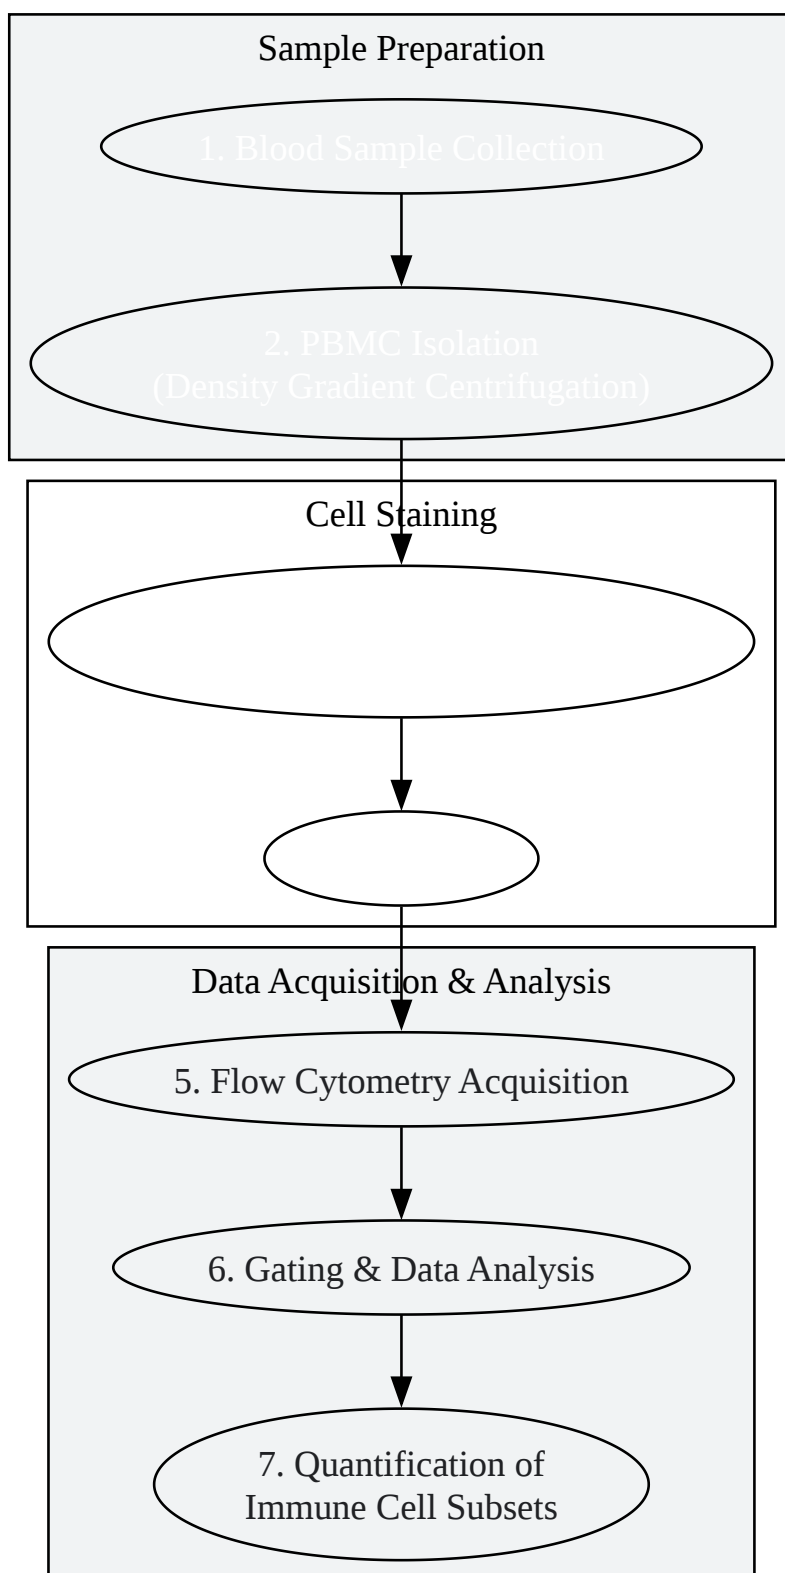 Sample Preparation
1. Blood Sample Collection
2. PBMC Isolation
(Density Gradient Centrifugation)
Cell Staining
Data Acquisition & Analysis
5. Flow Cytometry Acquisition
6. Gating & Data Analysis
7. Quantification of
Immune Cell Subsets